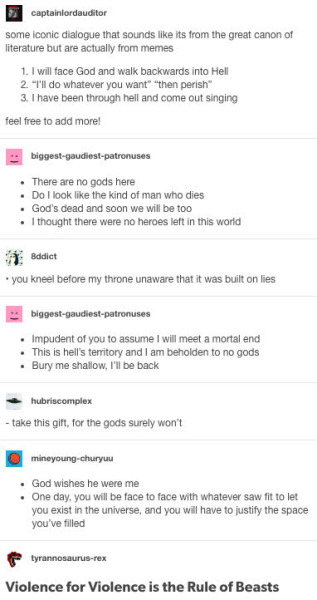 captainlordauditor
some iconic dialogue that sounds like its from the great canon of
literature but are actually from memes
1. I will face God and walk backwards into Hell
2. “I’ll do whatever you want” “then perish”
3. I have been through hell and come out singing
feel free to add more!
biggest-gaudiest-patronuses
• There are no gods here
• Do I look like the kind of man who dies
• God’s dead and soon we will be too
• I thought there were no heroes left in this world
8ddict
• you kneel before my throne unaware that it was built on lies
biggest-gaudiest-patronuses
• Impudent of you to assume I will meet a mortal end
• This is hell’s territory and I am beholden to no gods
• Bury me shallow, I’ll be back
hubriscomplex
- take this gift, for the gods surely won’t
mineyoung-churyuu
• God wishes he were me
• One day, you will be face to face with whatever saw fit to let
you exist in the universe, and you will have to justify the space
you’ve filled
tyrannosaurus-rex
Violence for Violence is the Rule of Beasts